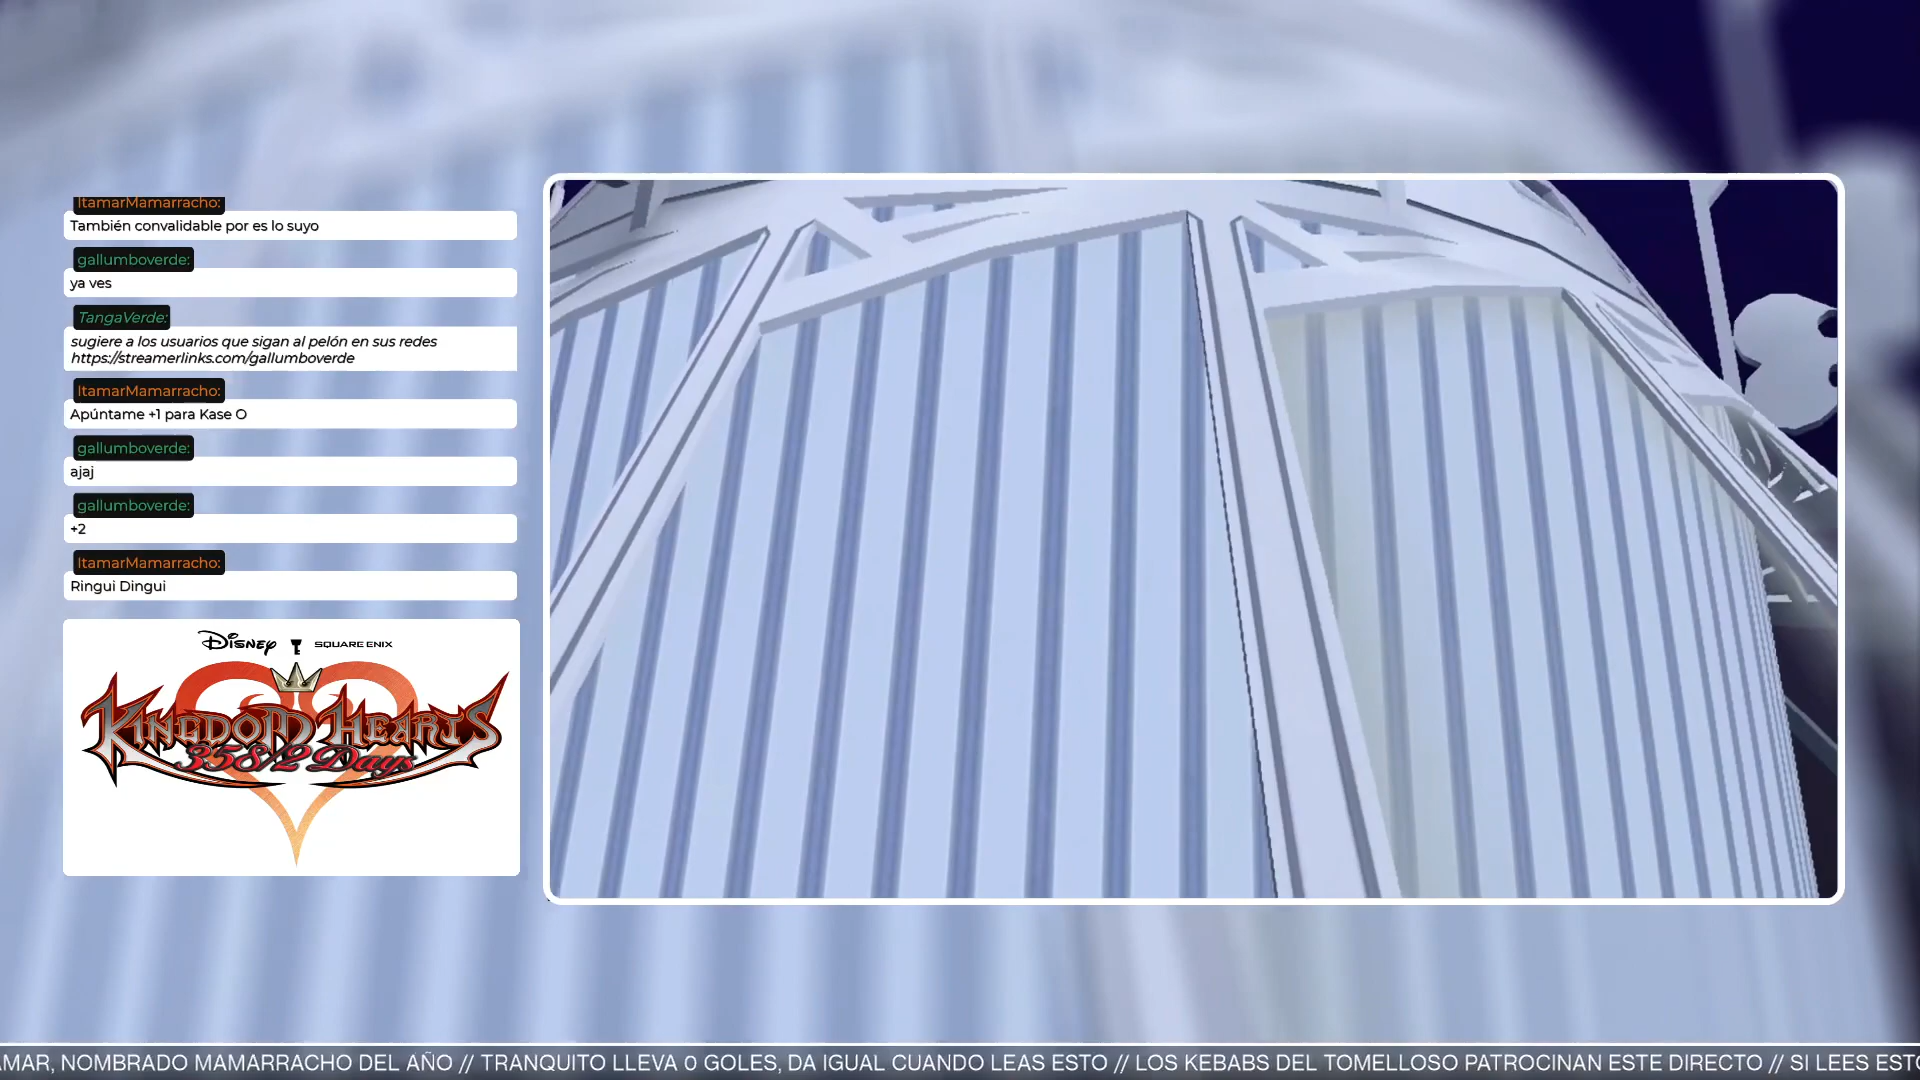 ItamarMamarracho:
También convalidable por es lo suyo
gallumboverde:
ya ves
TangaVerde:
sugiere a los usuarios que sigan al pelón en sus redes
https://streamerlinks.com/gallumboverde
ItamarMamarracho:
Apúntame +1 para Kase O
gallumboverde:
ajaj
gallumboverde:
+2
ItamarMamarracho:
Ringui Dingui
Disney SQUARE ENIX
KINGDOM HEARTS
358/2 Days
AMAR, NOMBRADO MAMARRACHO DEL AÑO // TRANQUITO LLEVA 0 GOLES, DA IGUAL CUANDO LEAS ESTO // LOS KEBABS DEL TOMELLOSO PATROCINAN ESTE DIRECTO // SI LEES ESTO